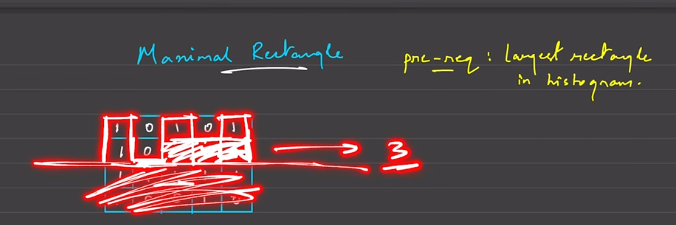 Maximal Rectangle
pre-req : largest rectangle
in histogram.
1 0 1 0 1
1 0
3